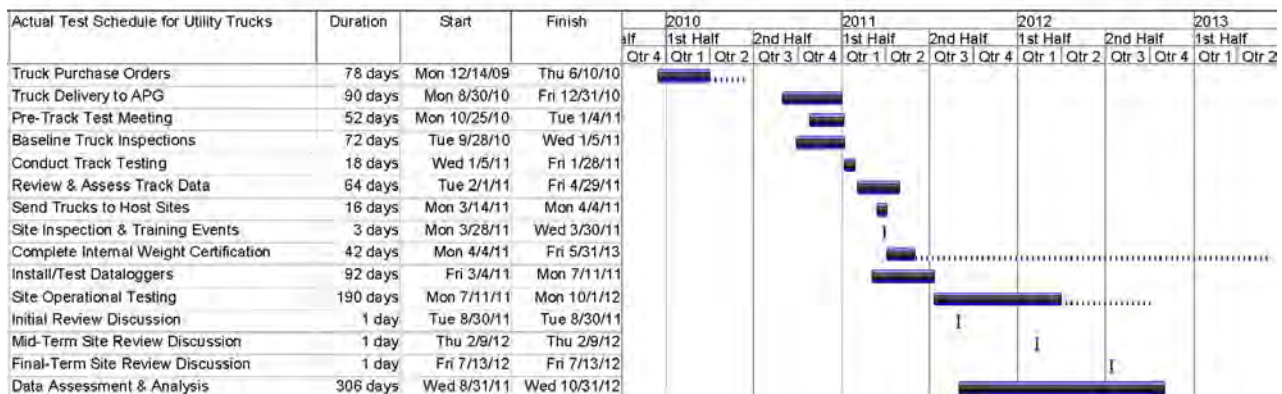 Actual Test Schedule for Utility Trucks Duration Start Finish 2010 2011 2012 2013
alf 1st Half 2nd Half 1st Half 2nd Half 1st Half 2nd Half 1st Half
Qtr 4 Qtr 1 Qtr 2 Qtr 3 Qtr 4 Qtr 1 Qtr 2 Qtr 3 Qtr 4 Qtr 1 Qtr 2 Qtr 3 Qtr 4 Qtr 1 Qtr 2
Truck Purchase Orders 78 days Mon 12/14/09 Thu 6/10/10
Truck Delivery to APG 90 days Mon 8/30/10 Fri 12/31/10
Pre-Track Test Meeting 52 days Mon 10/25/10 Tue 1/4/11
Baseline Truck Inspections 72 days Tue 9/28/10 Wed 1/5/11
Conduct Track Testing 18 days Wed 1/5/11 Fri 1/28/11
Review & Assess Track Data 64 days Tue 2/1/11 Fri 4/29/11
Send Trucks to Host Sites 16 days Mon 3/14/11 Mon 4/4/11
Site Inspection & Training Events 3 days Mon 3/28/11 Wed 3/30/11
Complete Internal Weight Certification 42 days Mon 4/4/11 Fri 5/31/13
Install/Test Dataloggers 92 days Fri 3/4/11 Mon 7/11/11
Site Operational Testing 190 days Mon 7/11/11 Mon 10/1/12
Initial Review Discussion 1 day Tue 8/30/11 Tue 8/30/11
Mid-Term Site Review Discussion 1 day Thu 2/9/12 Thu 2/9/12
Final-Term Site Review Discussion 1 day Fri 7/13/12 Fri 7/13/12
Data Assessment & Analysis 306 days Wed 8/31/11 Wed 10/31/12